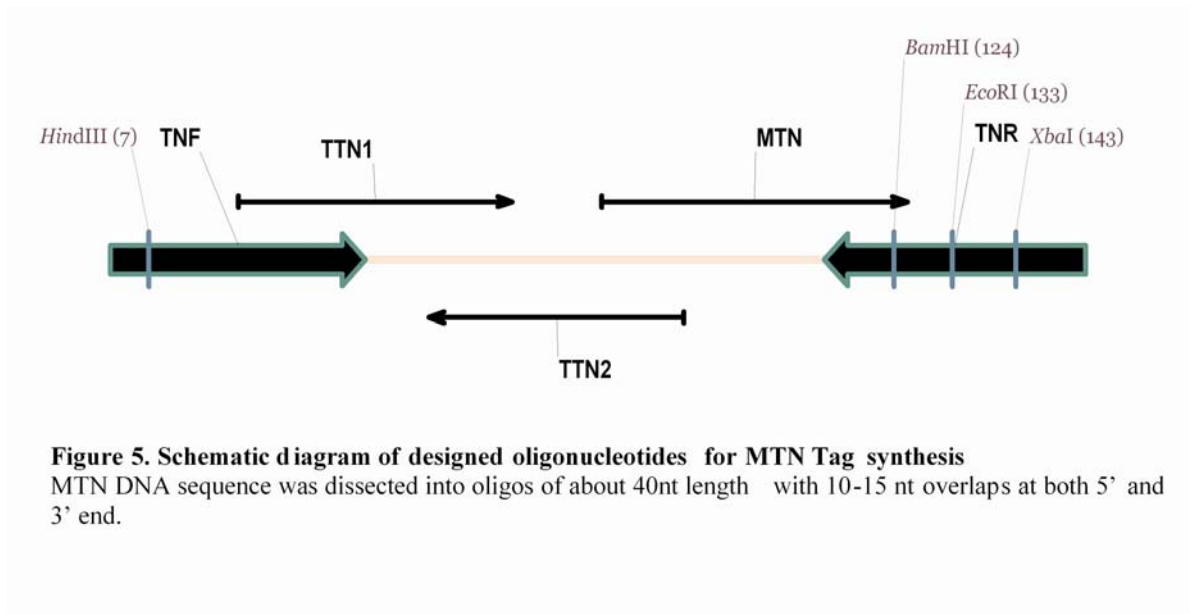 BamHI (124)
EcoRI (133)
HindIII (7) TNF TTN1 MTN TNR XbaI (143)
TTN2
Figure 5. Schematic diagram of designed oligonucleotides for MTN Tag synthesis
MTN DNA sequence was dissected into oligos of about 40nt length with 10-15 nt overlaps at both 5’ and
3’ end.